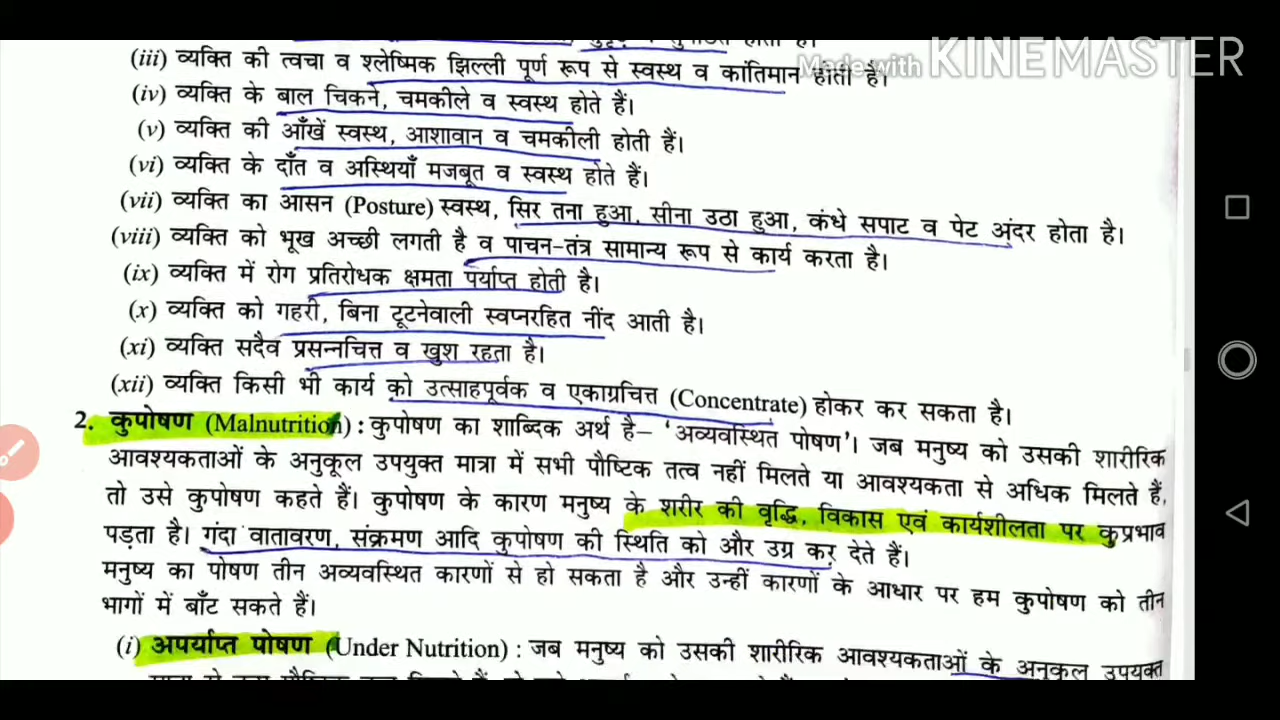 होता है।
Made with KINEMASTER
(iii) व्यक्ति की त्वचा व श्लेष्मिक झिल्ली पूर्ण रूप से स्वस्थ व कांतिमान होती है।
(iv) व्यक्ति के बाल चिकने, चमकीले व स्वस्थ होते हैं।
(v) व्यक्ति की आँखें स्वस्थ, आशावान व चमकीली होती हैं।
(vi) व्यक्ति के दाँत व अस्थियाँ मजबूत व स्वस्थ होते हैं।
(vii) व्यक्ति का आसन (Posture) स्वस्थ, सिर तना हुआ, सीना उठा हुआ, कंधे सपाट व पेट अंदर होता है।
(viii) व्यक्ति को भूख अच्छी लगती है व पाचन-तंत्र सामान्य रूप से कार्य करता है।
(ix) व्यक्ति में रोग प्रतिरोधक क्षमता पर्याप्त होती है।
(x) व्यक्ति को गहरी, बिना टूटनेवाली स्वप्नरहित नींद आती है।
(xi) व्यक्ति सदैव प्रसन्नचित्त व खुश रहता है।
(xii) व्यक्ति किसी भी कार्य को उत्साहपूर्वक व एकाग्रचित्त (Concentrate) होकर कर सकता है।
2. कुपोषण (Malnutrition) : कुपोषण का शाब्दिक अर्थ है– ‘अव्यवस्थित पोषण’। जब मनुष्य को उसकी शारीरिक
आवश्यकताओं के अनुकूल उपयुक्त मात्रा में सभी पौष्टिक तत्व नहीं मिलते या आवश्यकता से अधिक मिलते हैं,
तो उसे कुपोषण कहते हैं। कुपोषण के कारण मनुष्य के शरीर की वृद्धि, विकास एवं कार्यशीलता पर कुप्रभाव
पड़ता है। गंदा वातावरण, संक्रमण आदि कुपोषण की स्थिति को और उग्र कर देते हैं।
मनुष्य का पोषण तीन अव्यवस्थित कारणों से हो सकता है और उन्हीं कारणों के आधार पर हम कुपोषण को तीन
भागों में बाँट सकते हैं।
(i) अपर्याप्त पोषण (Under Nutrition) : जब मनुष्य को उसकी शारीरिक आवश्यकताओं के अनुकूल उपयुक्त